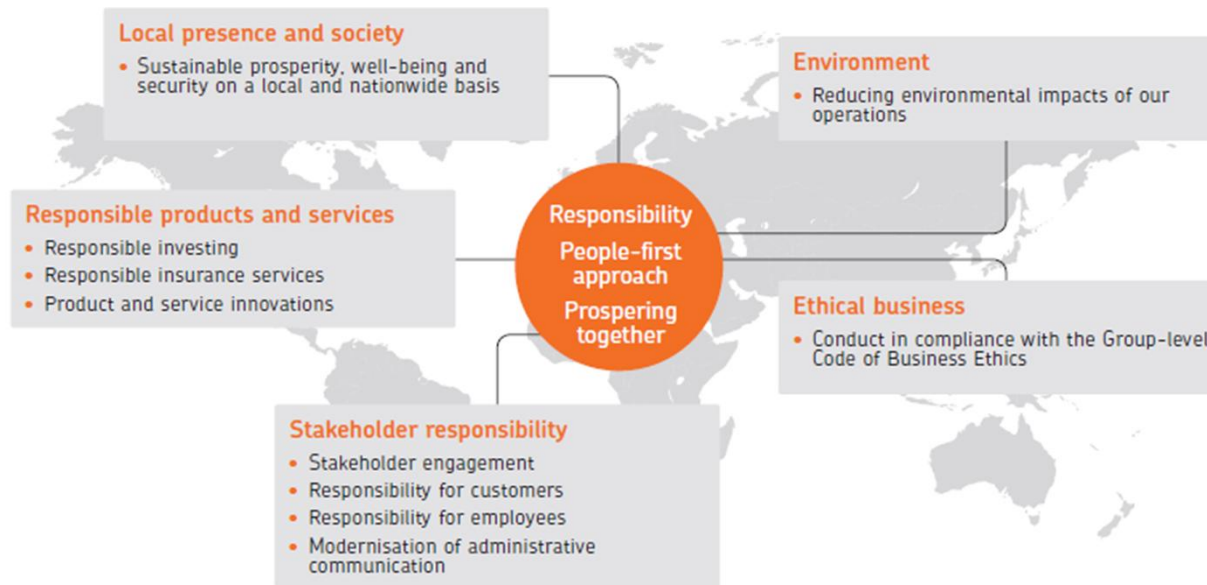 Local presence and society
• Sustainable prosperity, well-being and
security on a local and nationwide basis
Environment
• Reducing environmental impacts of our
operations
Responsible products and services
• Responsible investing
• Responsible insurance services
• Product and service innovations
Responsibility
People-first
approach
Prospering
together
Ethical business
• Conduct in compliance with the Group-level
Code of Business Ethics
Stakeholder responsibility
• Stakeholder engagement
• Responsibility for customers
• Responsibility for employees
• Modernisation of administrative
communication